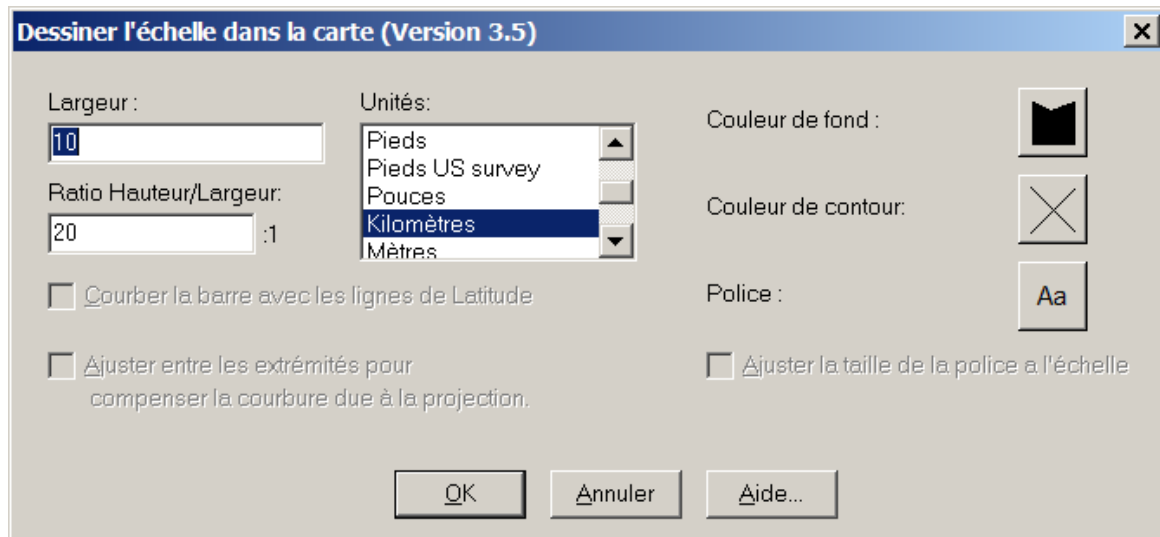 Dessiner l'échelle dans la carte (Version 3.5)
Largeur :
10
Ratio Hauteur/Largeur:
20 :1
Unités:
Pieds
Pieds US survey
Pouces
Kilomètres
Mètres
Couleur de fond :
Couleur de contour:
Police :
Aa
Courber la barre avec les lignes de Latitude
Ajuster entre les extrémités pour
compenser la courbure due à la projection.
Ajuster la taille de la police a l'échelle
OK
Annuler
Aide...